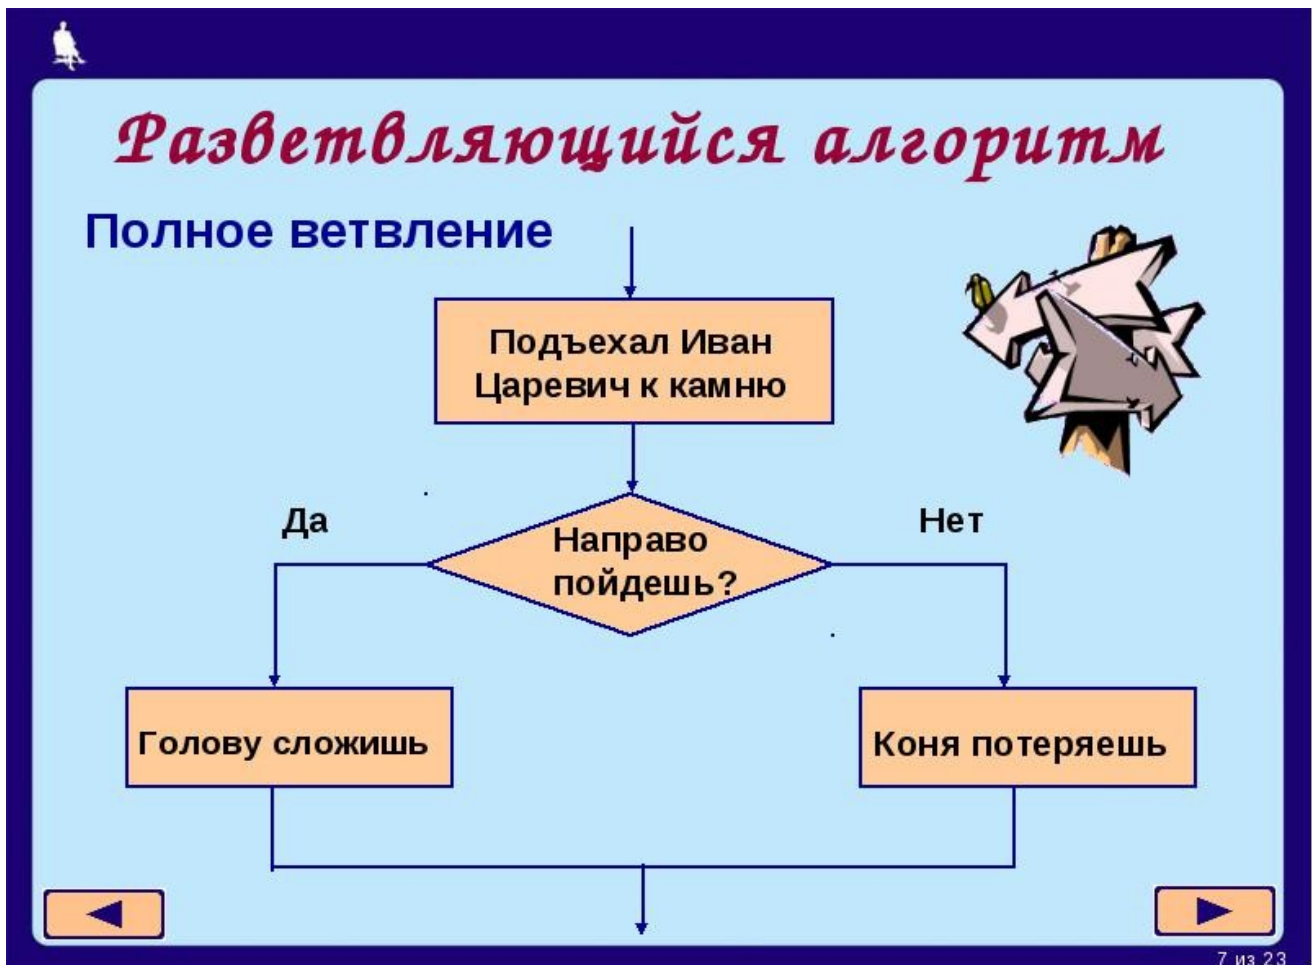 Разветвляющийся алгоритм
Полное ветвление
Подъехал Иван
Царевич к камню
Да
Нет
Направо
пойдешь?
Голову сложишь
Коня потеряешь
7 из 23